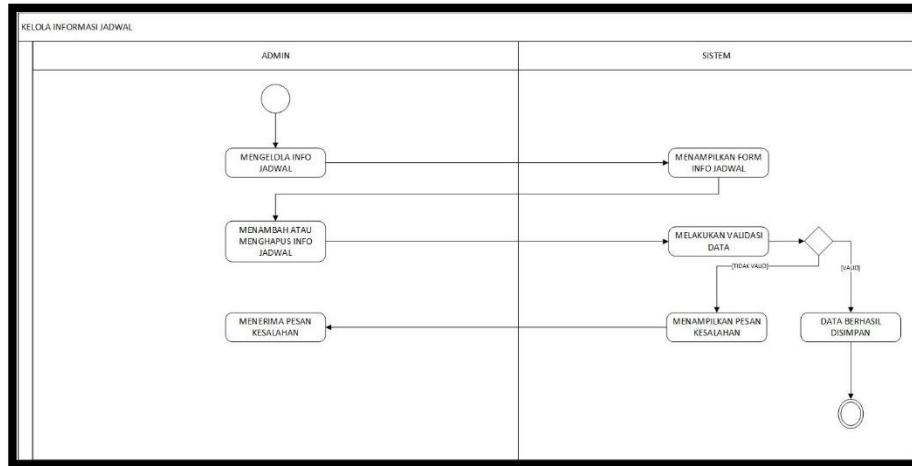 KELOLA INFORMASI JADWAL
ADMIN
SISTEM
MENGELOLA INFO
JADWAL
MENAMPILKAN FORM
INFO JADWAL
MENAMBAH ATAU
MENGHAPUS INFO
JADWAL
MELAKUKAN VALIDASI
DATA
[TIDAK VALID]
[VALID]
MENERIMA PESAN
KESALAHAN
MENAMPILKAN PESAN
KESALAHAN
DATA BERHASIL
DISIMPAN